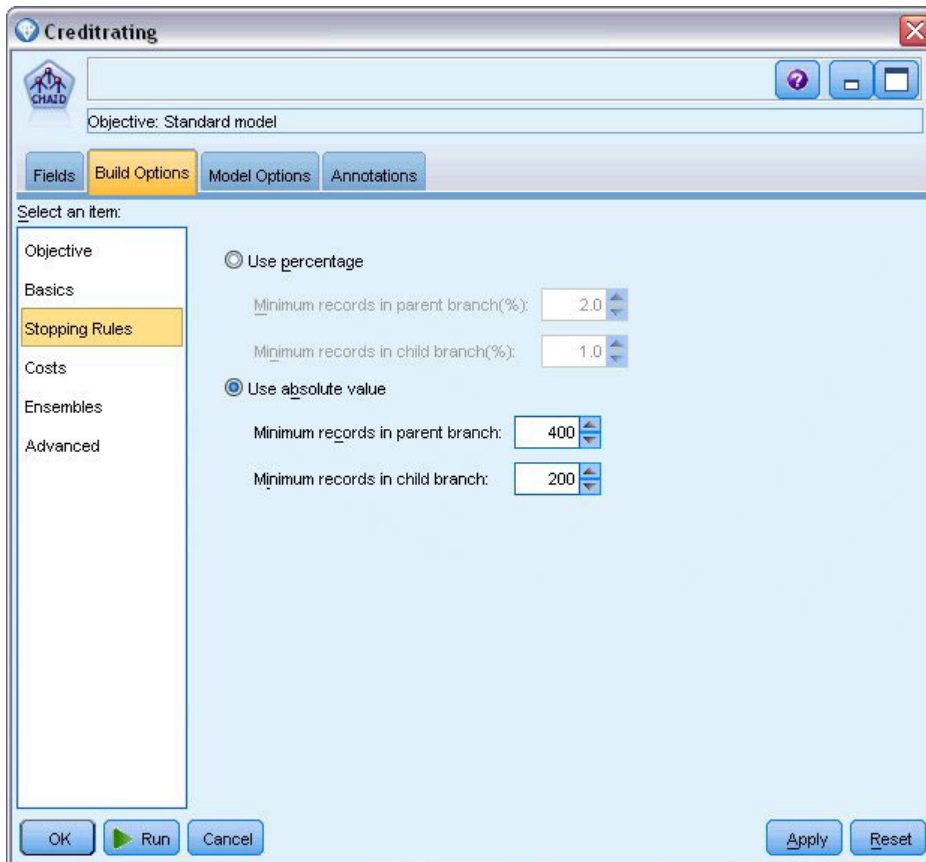 Creditrating
CHAID
Objective: Standard model
Fields
Build Options
Model Options
Annotations
Select an item:
Objective
Basics
Stopping Rules
Costs
Ensembles
Advanced
Use percentage
Minimum records in parent branch(%): 2.0
Minimum records in child branch(%): 1.0
Use absolute value
Minimum records in parent branch: 400
Minimum records in child branch: 200
OK
Run
Cancel
Apply
Reset